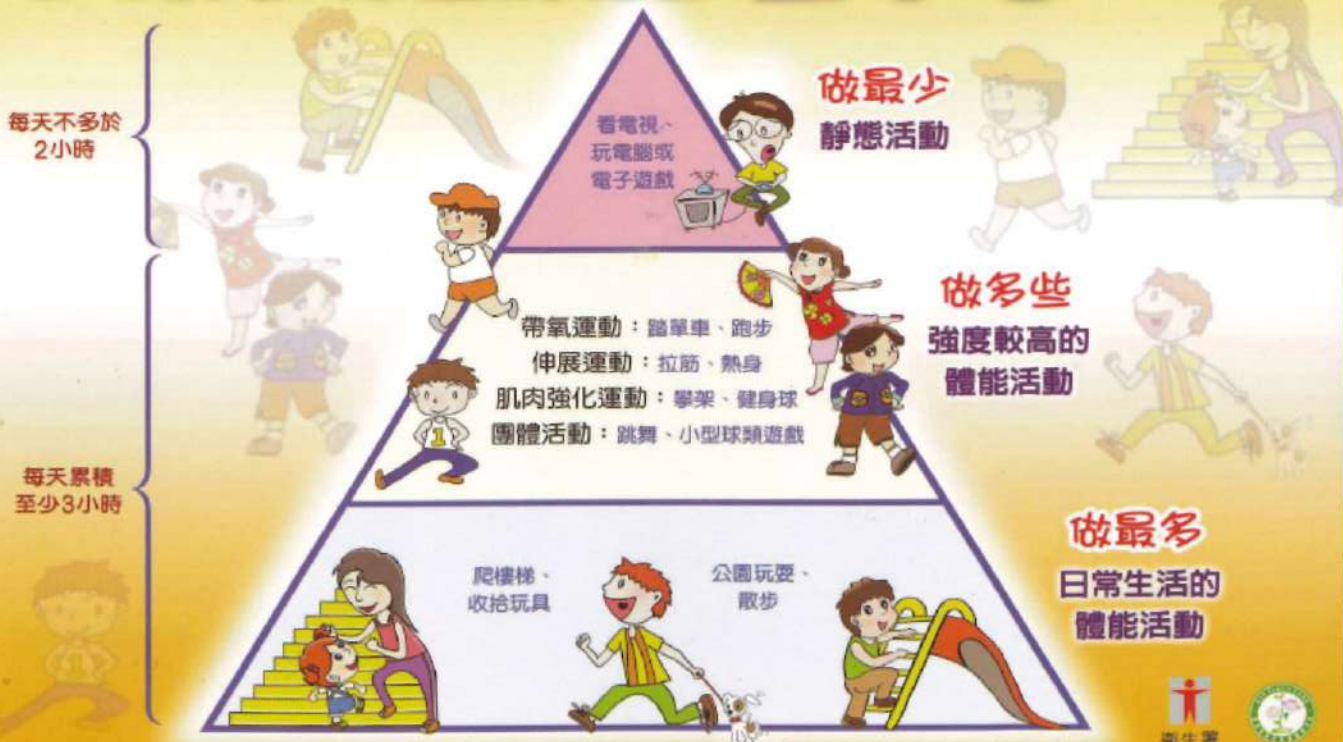 每天不多於
2小時
看電視、
玩電腦或
電子遊戲
做最少
靜態活動
帶氧運動：踏單車、跑步
伸展運動：拉筋、熱身
肌肉強化運動：攀架、健身球
團體活動：跳舞、小型球類遊戲
做多些
強度較高的
體能活動
每天累積
至少3小時
爬樓梯、
收拾玩具
公園玩耍、
散步
做最多
日常生活的
體能活動
衞生署